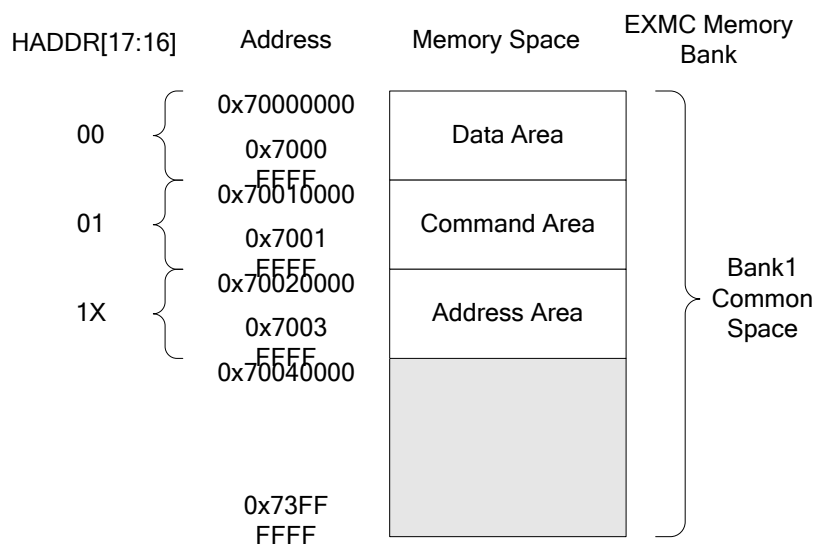 HADDR[17:16] Address Memory Space EXMC Memory
Bank
0x70000000
00 Data Area
0x7000
FFFF
0x70010000
01 Command Area
0x7001
FFFF
0x70020000
1X Address Area
0x7003
FFFF
0x70040000
Bank1
Common
Space
0x73FF
FFFF